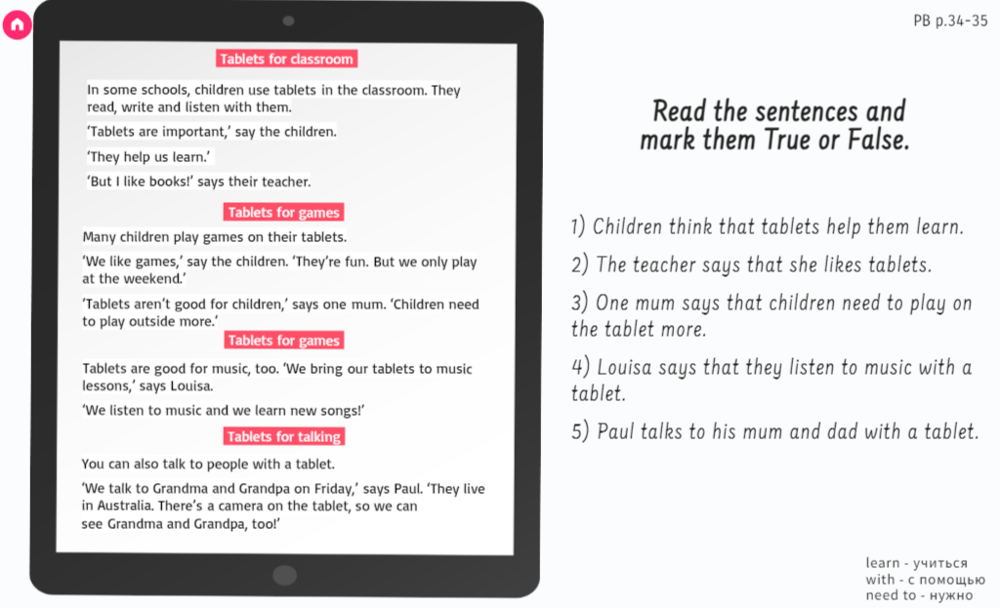 Tablets for classroom
In some schools, children use tablets in the classroom. They
read, write and listen with them.
‘Tablets are important,’ say the children.
‘They help us learn.’
‘But I like books!’ says their teacher.
Tablets for games
Many children play games on their tablets.
‘We like games,’ say the children. ‘They’re fun. But we only play
at the weekend.’
‘Tablets aren’t good for children,’ says one mum. ‘Children need
to play outside more.’
Tablets for games
Tablets are good for music, too. ‘We bring our tablets to music
lessons,’ says Louisa.
‘We listen to music and we learn new songs!’
Tablets for talking
You can also talk to people with a tablet.
‘We talk to Grandma and Grandpa on Friday,’ says Paul. ‘They live
in Australia. There’s a camera on the tablet, so we can
see Grandma and Grandpa, too!’
PB p.34-35
Read the sentences and
mark them True or False.
1) Children think that tablets help them learn.
2) The teacher says that she likes tablets.
3) One mum says that children need to play on
the tablet more.
4) Louisa says that they listen to music with a
tablet.
5) Paul talks to his mum and dad with a tablet.
learn - учиться
with - с помощью
need to - нужно